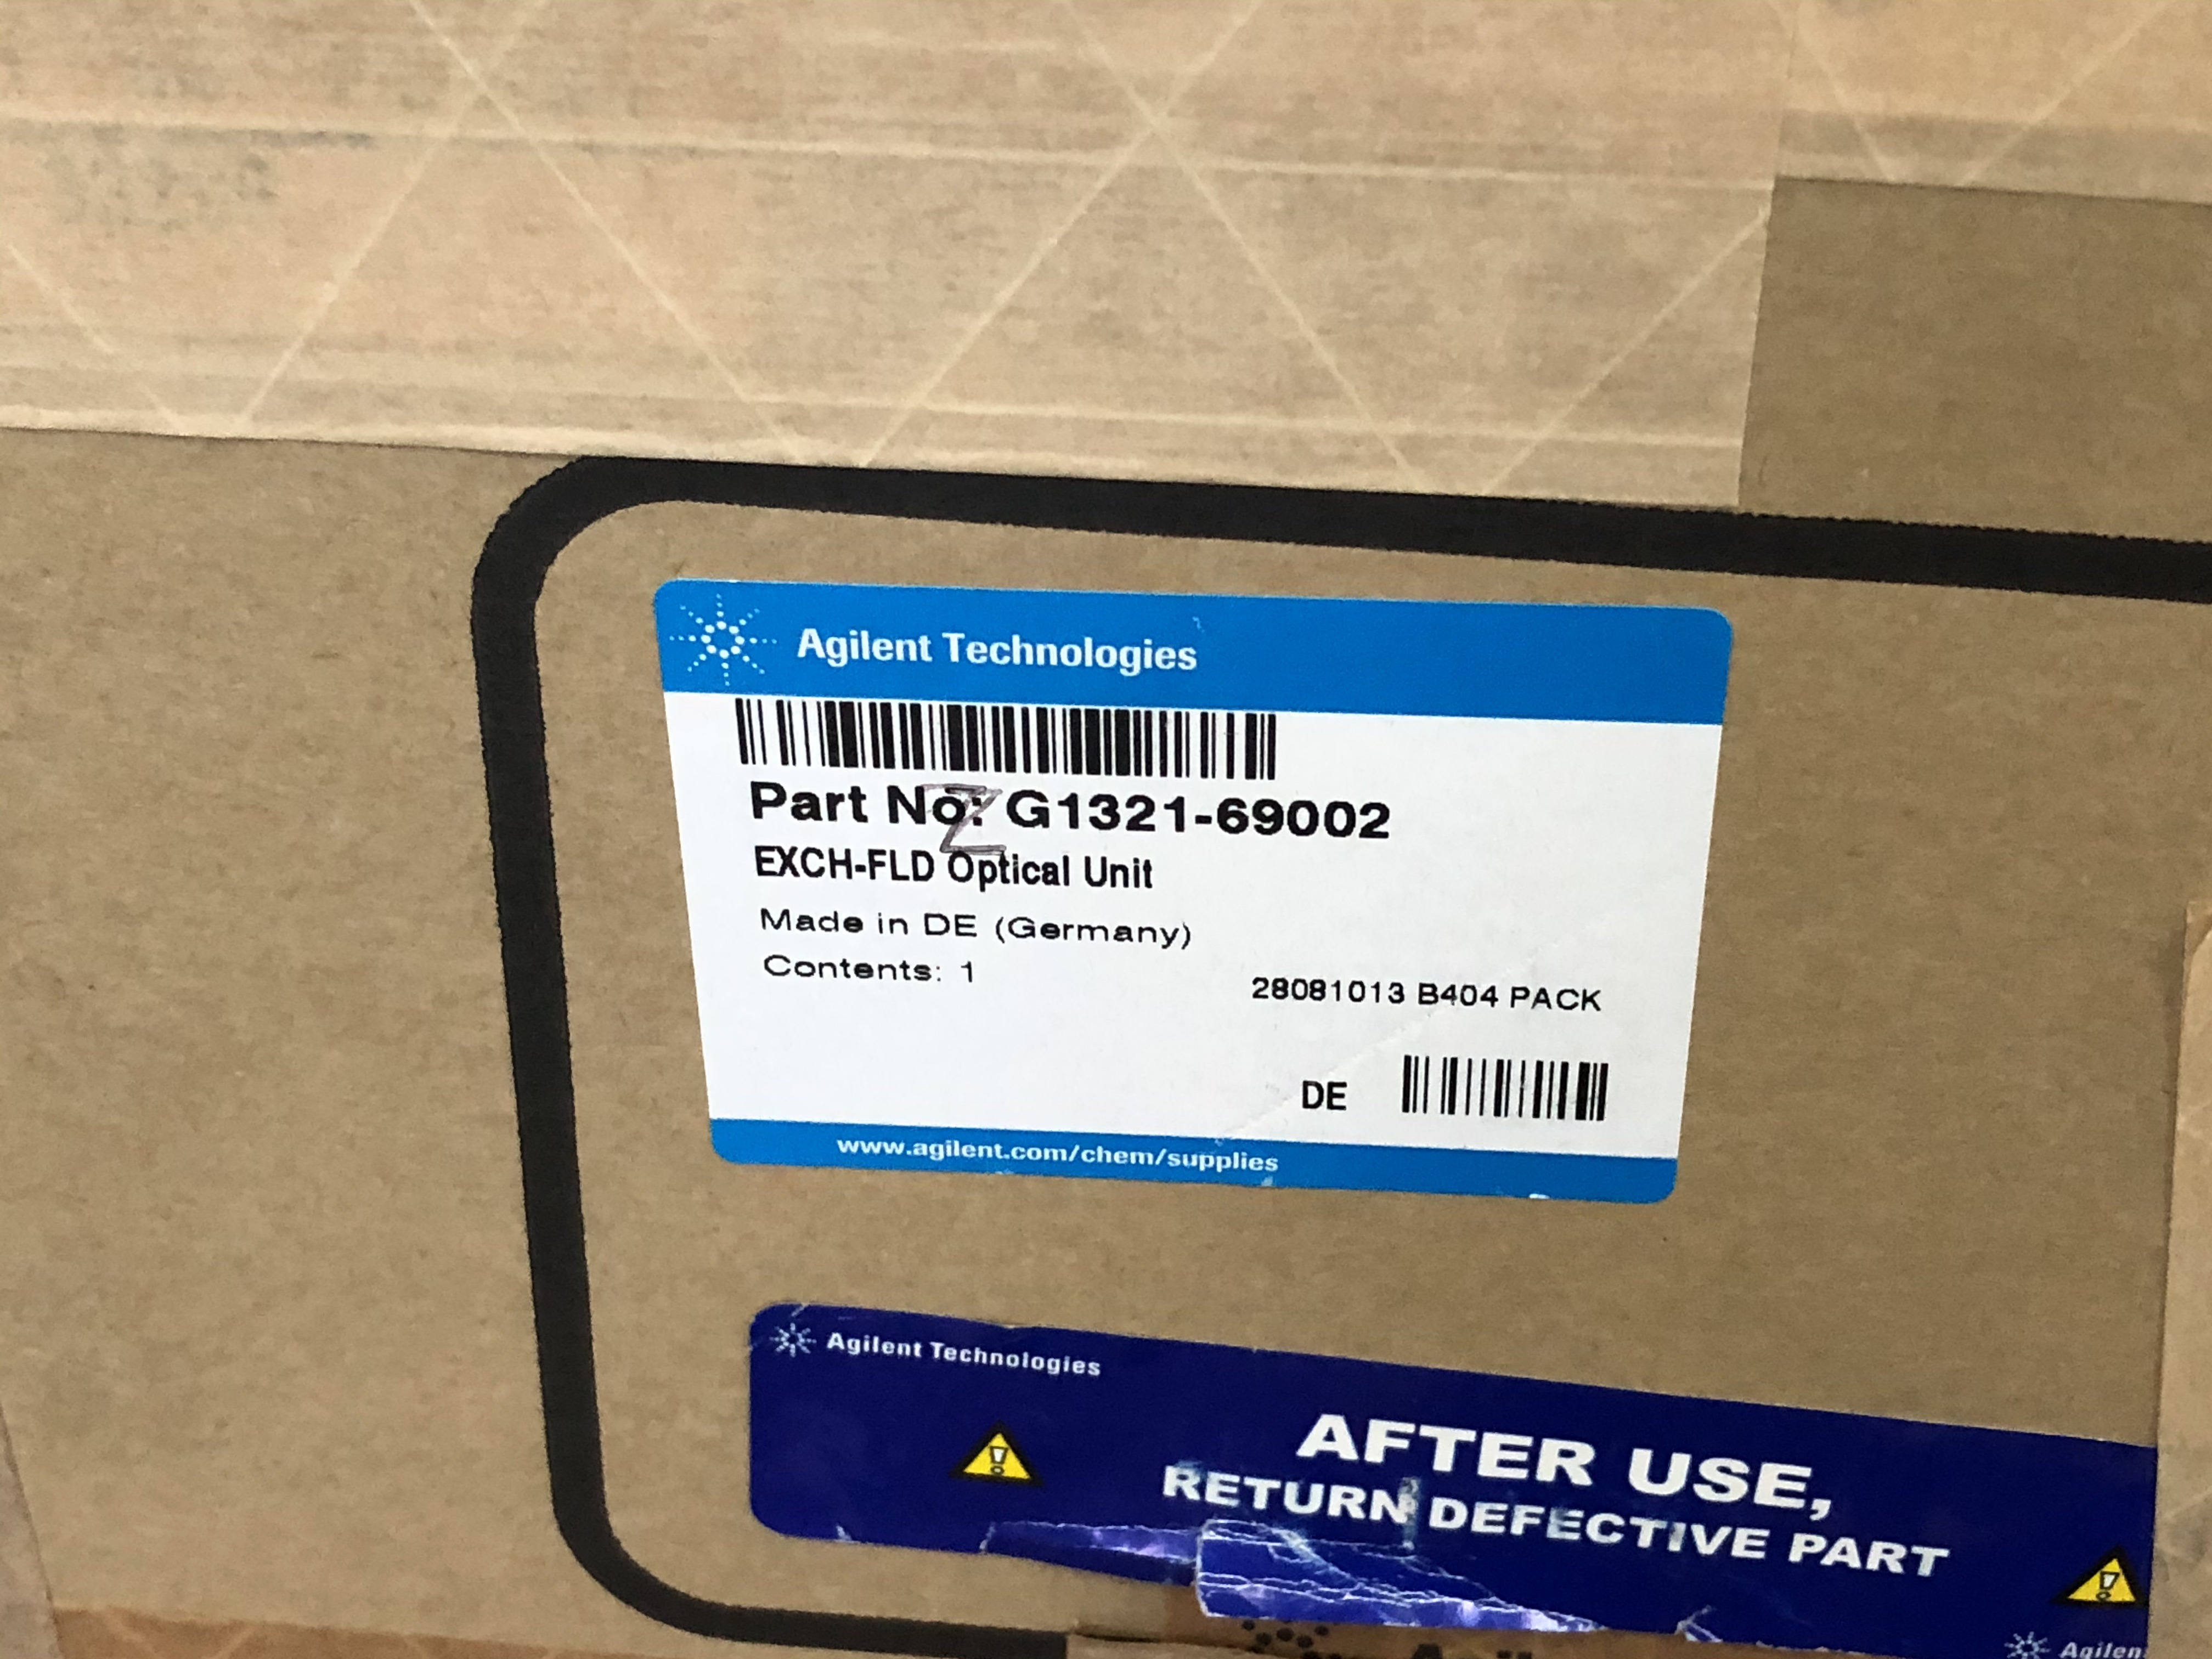 Agilent Technologies
Part No: G1321-69002
Z
EXCH-FLD Optical Unit
Made in DE (Germany)
Contents: 1
28081013 B404 PACK
DE
www.agilent.com/chem/supplies
Agilent Technologies
AFTER USE,
RETURN DEFECTIVE PART
Agilen